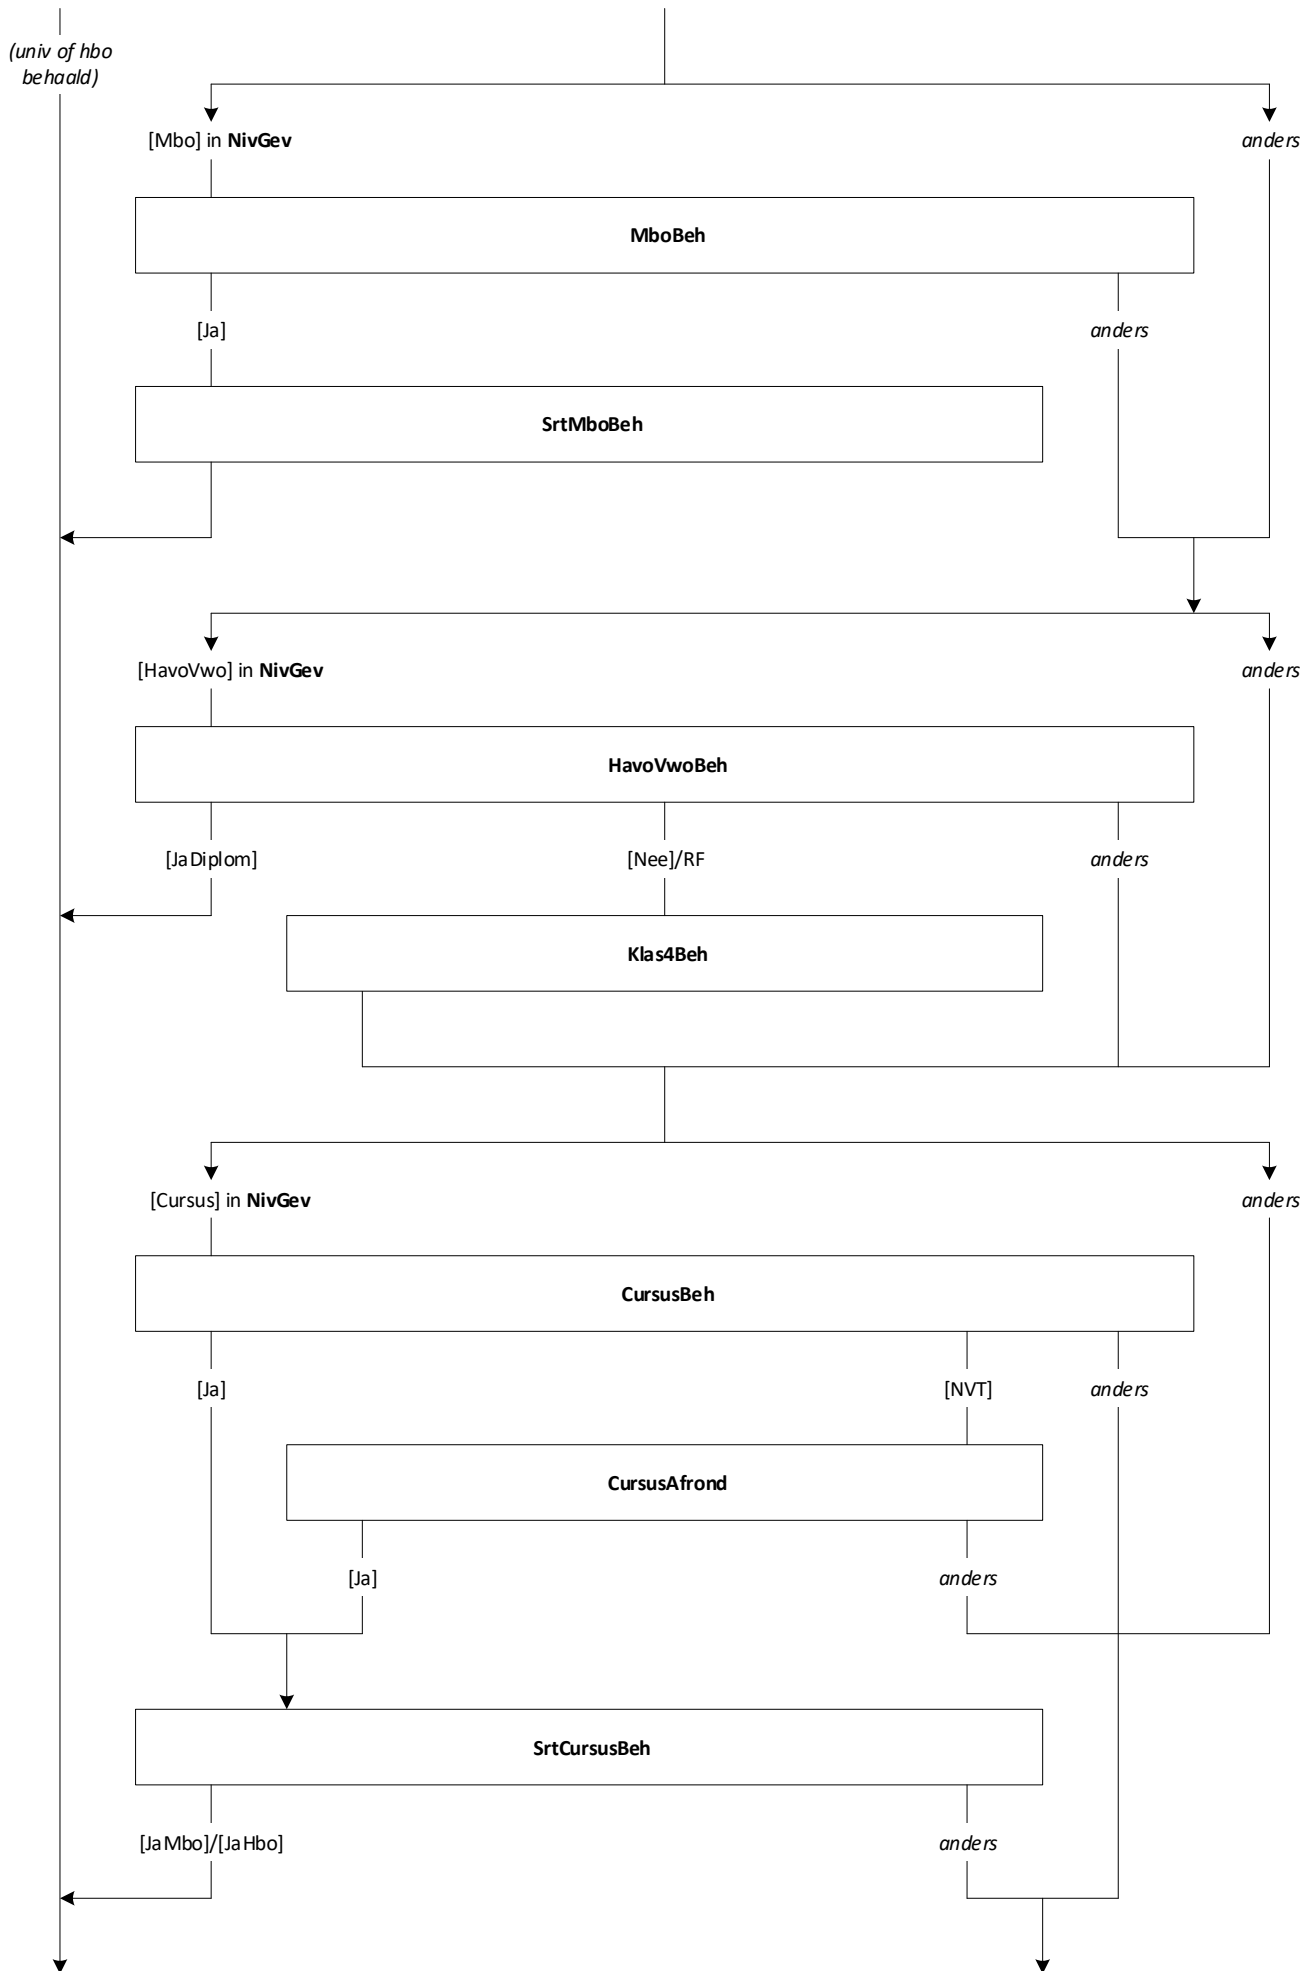 (univ of hbo
behaald)
[Mbo] in NivGev
anders
MboBeh
[Ja]
anders
SrtMboBeh
[HavoVwo] in NivGev
anders
HavoVwoBeh
[JaDiplom]
[Nee]/RF
anders
Klas4Beh
[Cursus] in NivGev
anders
CursusBeh
[Ja]
[NVT]
anders
CursusAfrond
[Ja]
anders
SrtCursusBeh
[JaMbo]/[JaHbo]
anders